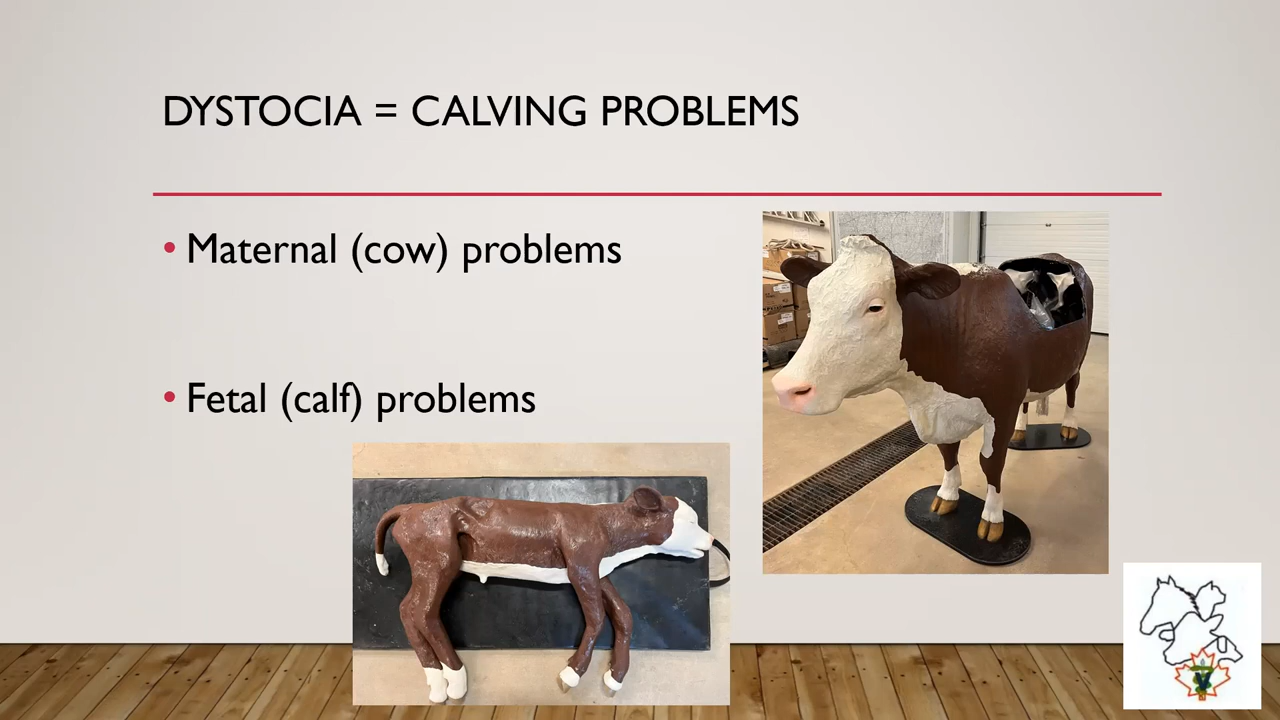 DYSTOCIA = CALVING PROBLEMS
• Maternal (cow) problems
• Fetal (calf) problems